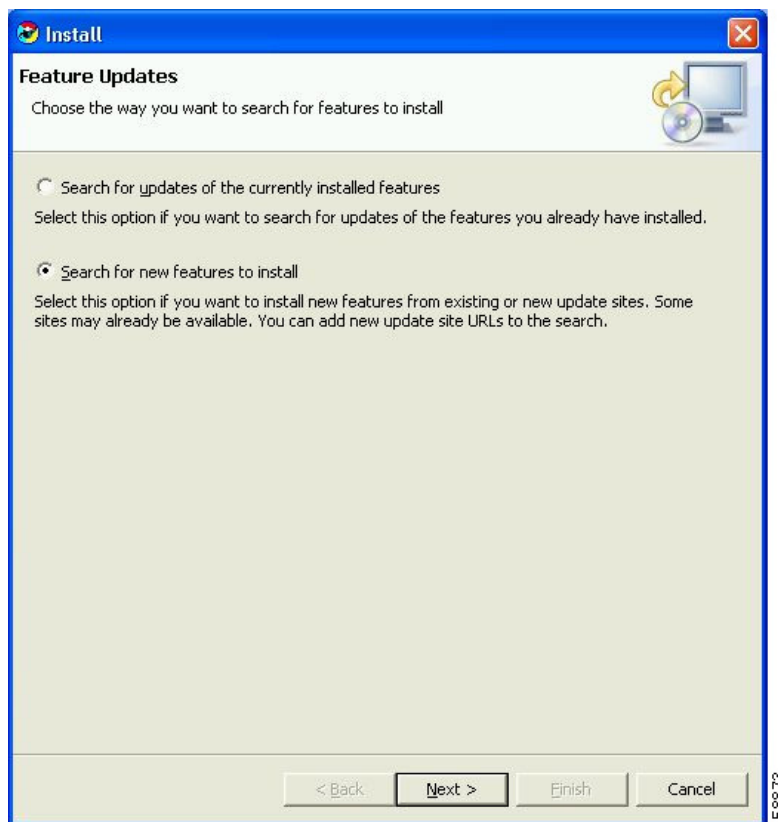 Install
Feature Updates
Choose the way you want to search for features to install
Search for updates of the currently installed features
Select this option if you want to search for updates of the features you already have installed.
Search for new features to install
Select this option if you want to install new features from existing or new update sites. Some
sites may already be available. You can add new update site URLs to the search.
< Back
Next >
Finish
Cancel